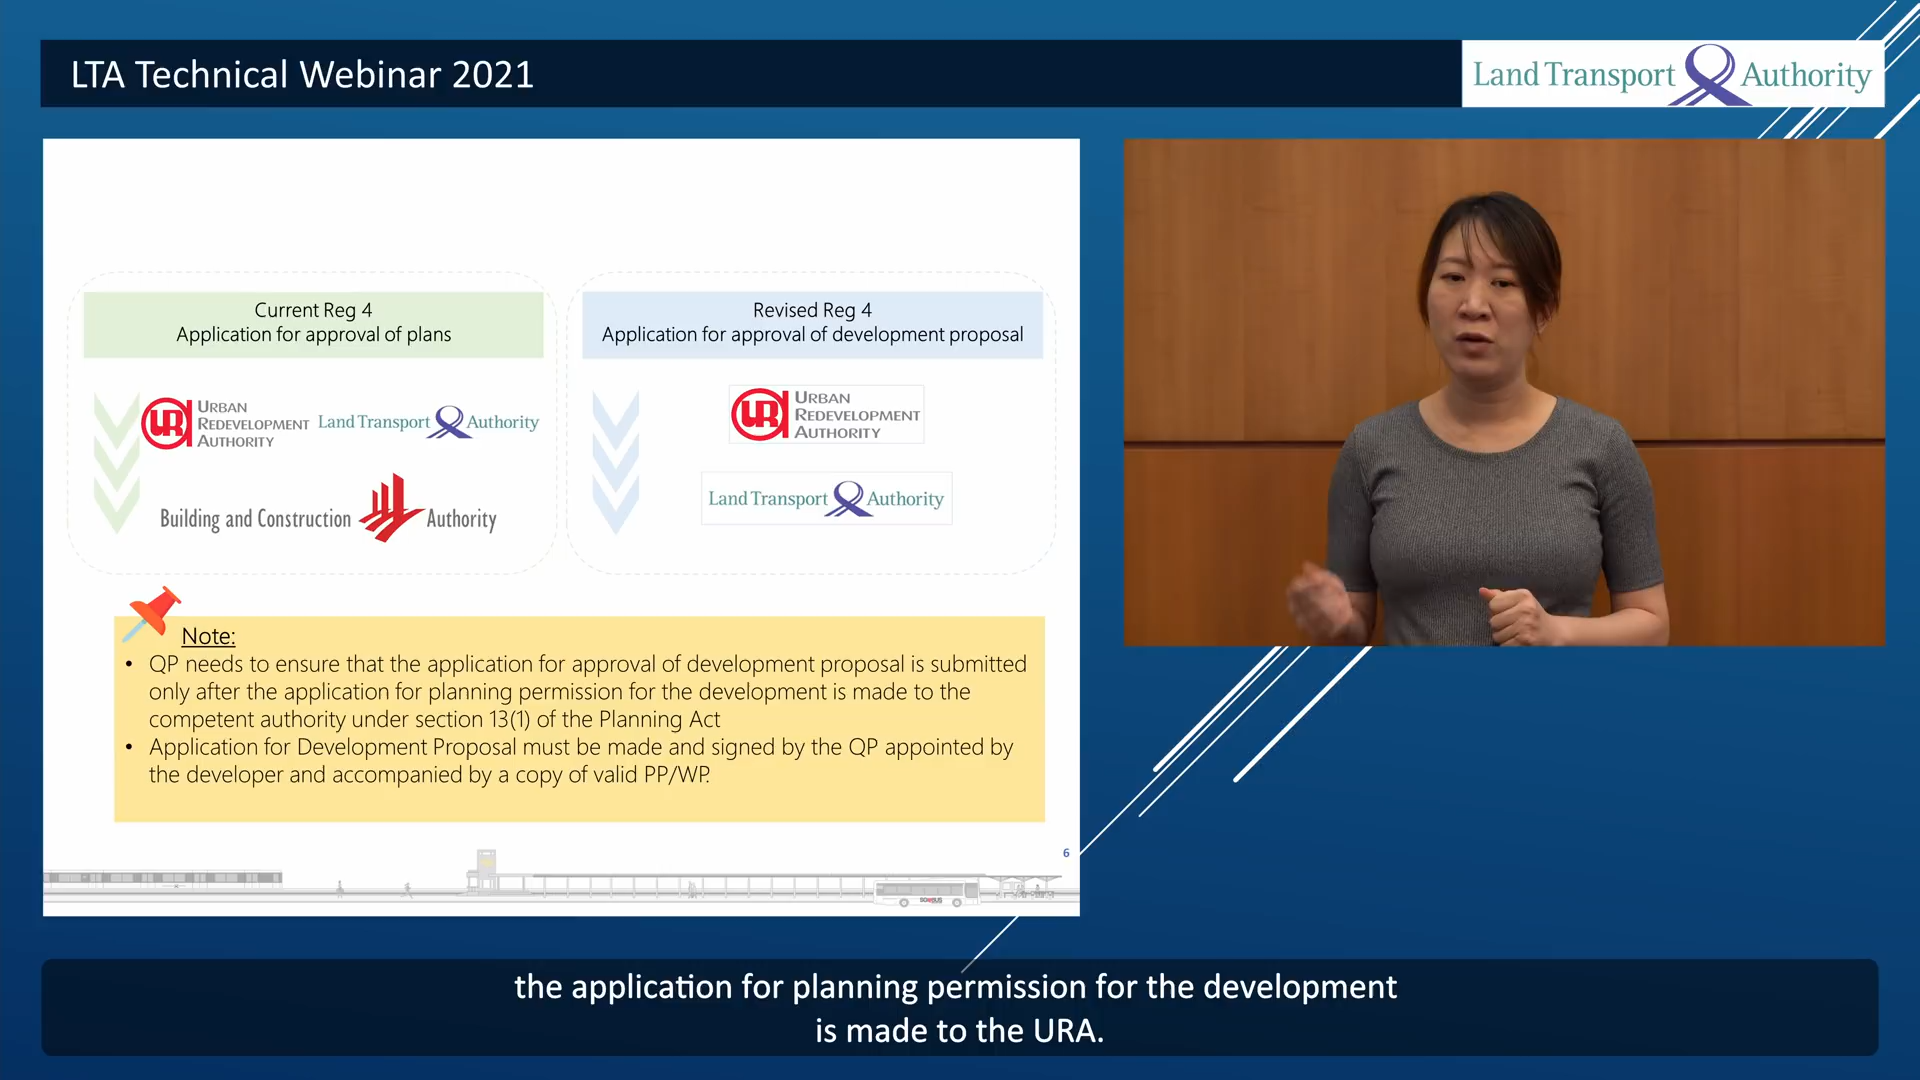 LTA Technical Webinar 2021
Land Transport Authority
Current Reg 4
Application for approval of plans
URBAN
REDEVELOPMENT
AUTHORITY
Land Transport Authority
Building and Construction Authority
Revised Reg 4
Application for approval of development proposal
URBAN
REDEVELOPMENT
AUTHORITY
Land Transport Authority
Note:
• QP needs to ensure that the application for approval of development proposal is submitted
only after the application for planning permission for the development is made to the
competent authority under section 13(1) of the Planning Act
• Application for Development Proposal must be made and signed by the QP appointed by
the developer and accompanied by a copy of valid PP/WP.
6
the application for planning permission for the development
is made to the URA.